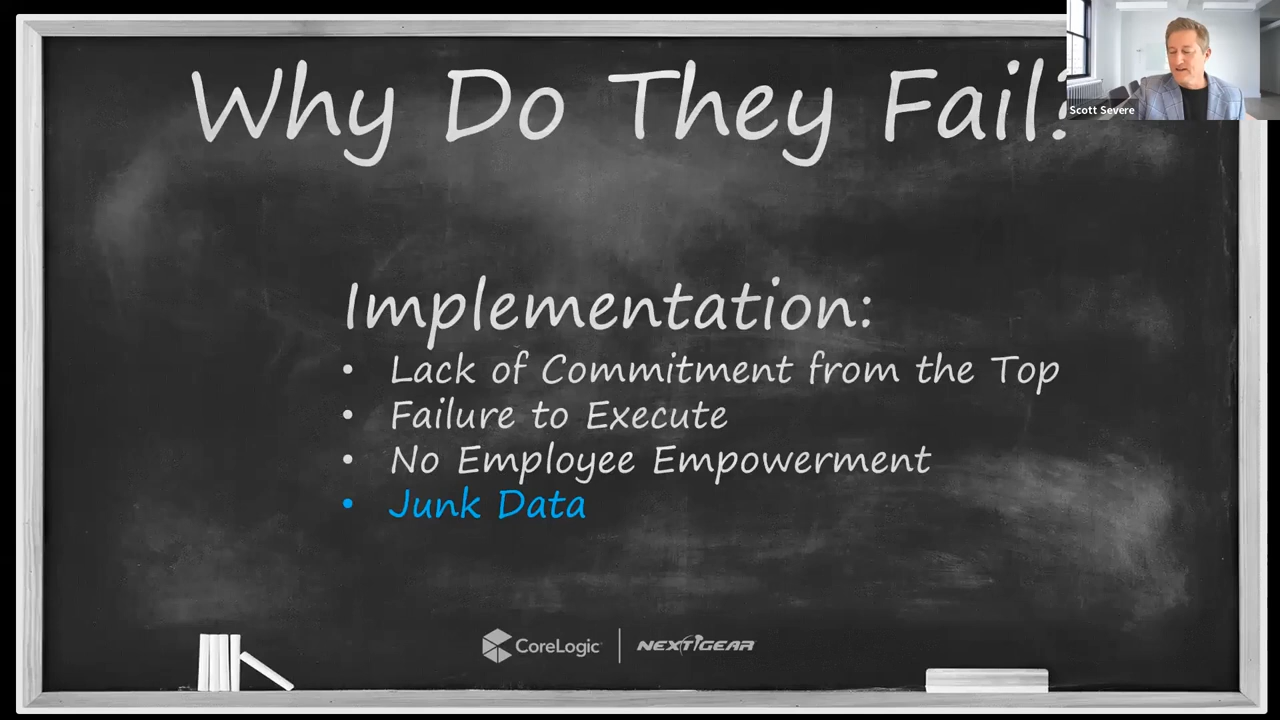 Why Do They Fail?
Scott Severe
Implementation:
• Lack of Commitment from the Top
• Failure to Execute
• No Employee Empowerment
• Junk Data
CoreLogic | NEXTGEAR